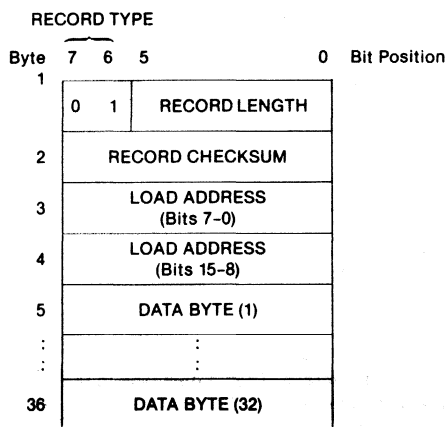 RECORD TYPE
Byte 7 6 5 0 Bit Position
1
0 1 RECORD LENGTH
2 RECORD CHECKSUM
3 LOAD ADDRESS
(Bits 7-0)
4 LOAD ADDRESS
(Bits 15-8)
5 DATA BYTE (1)
: :
: :
36 DATA BYTE (32)